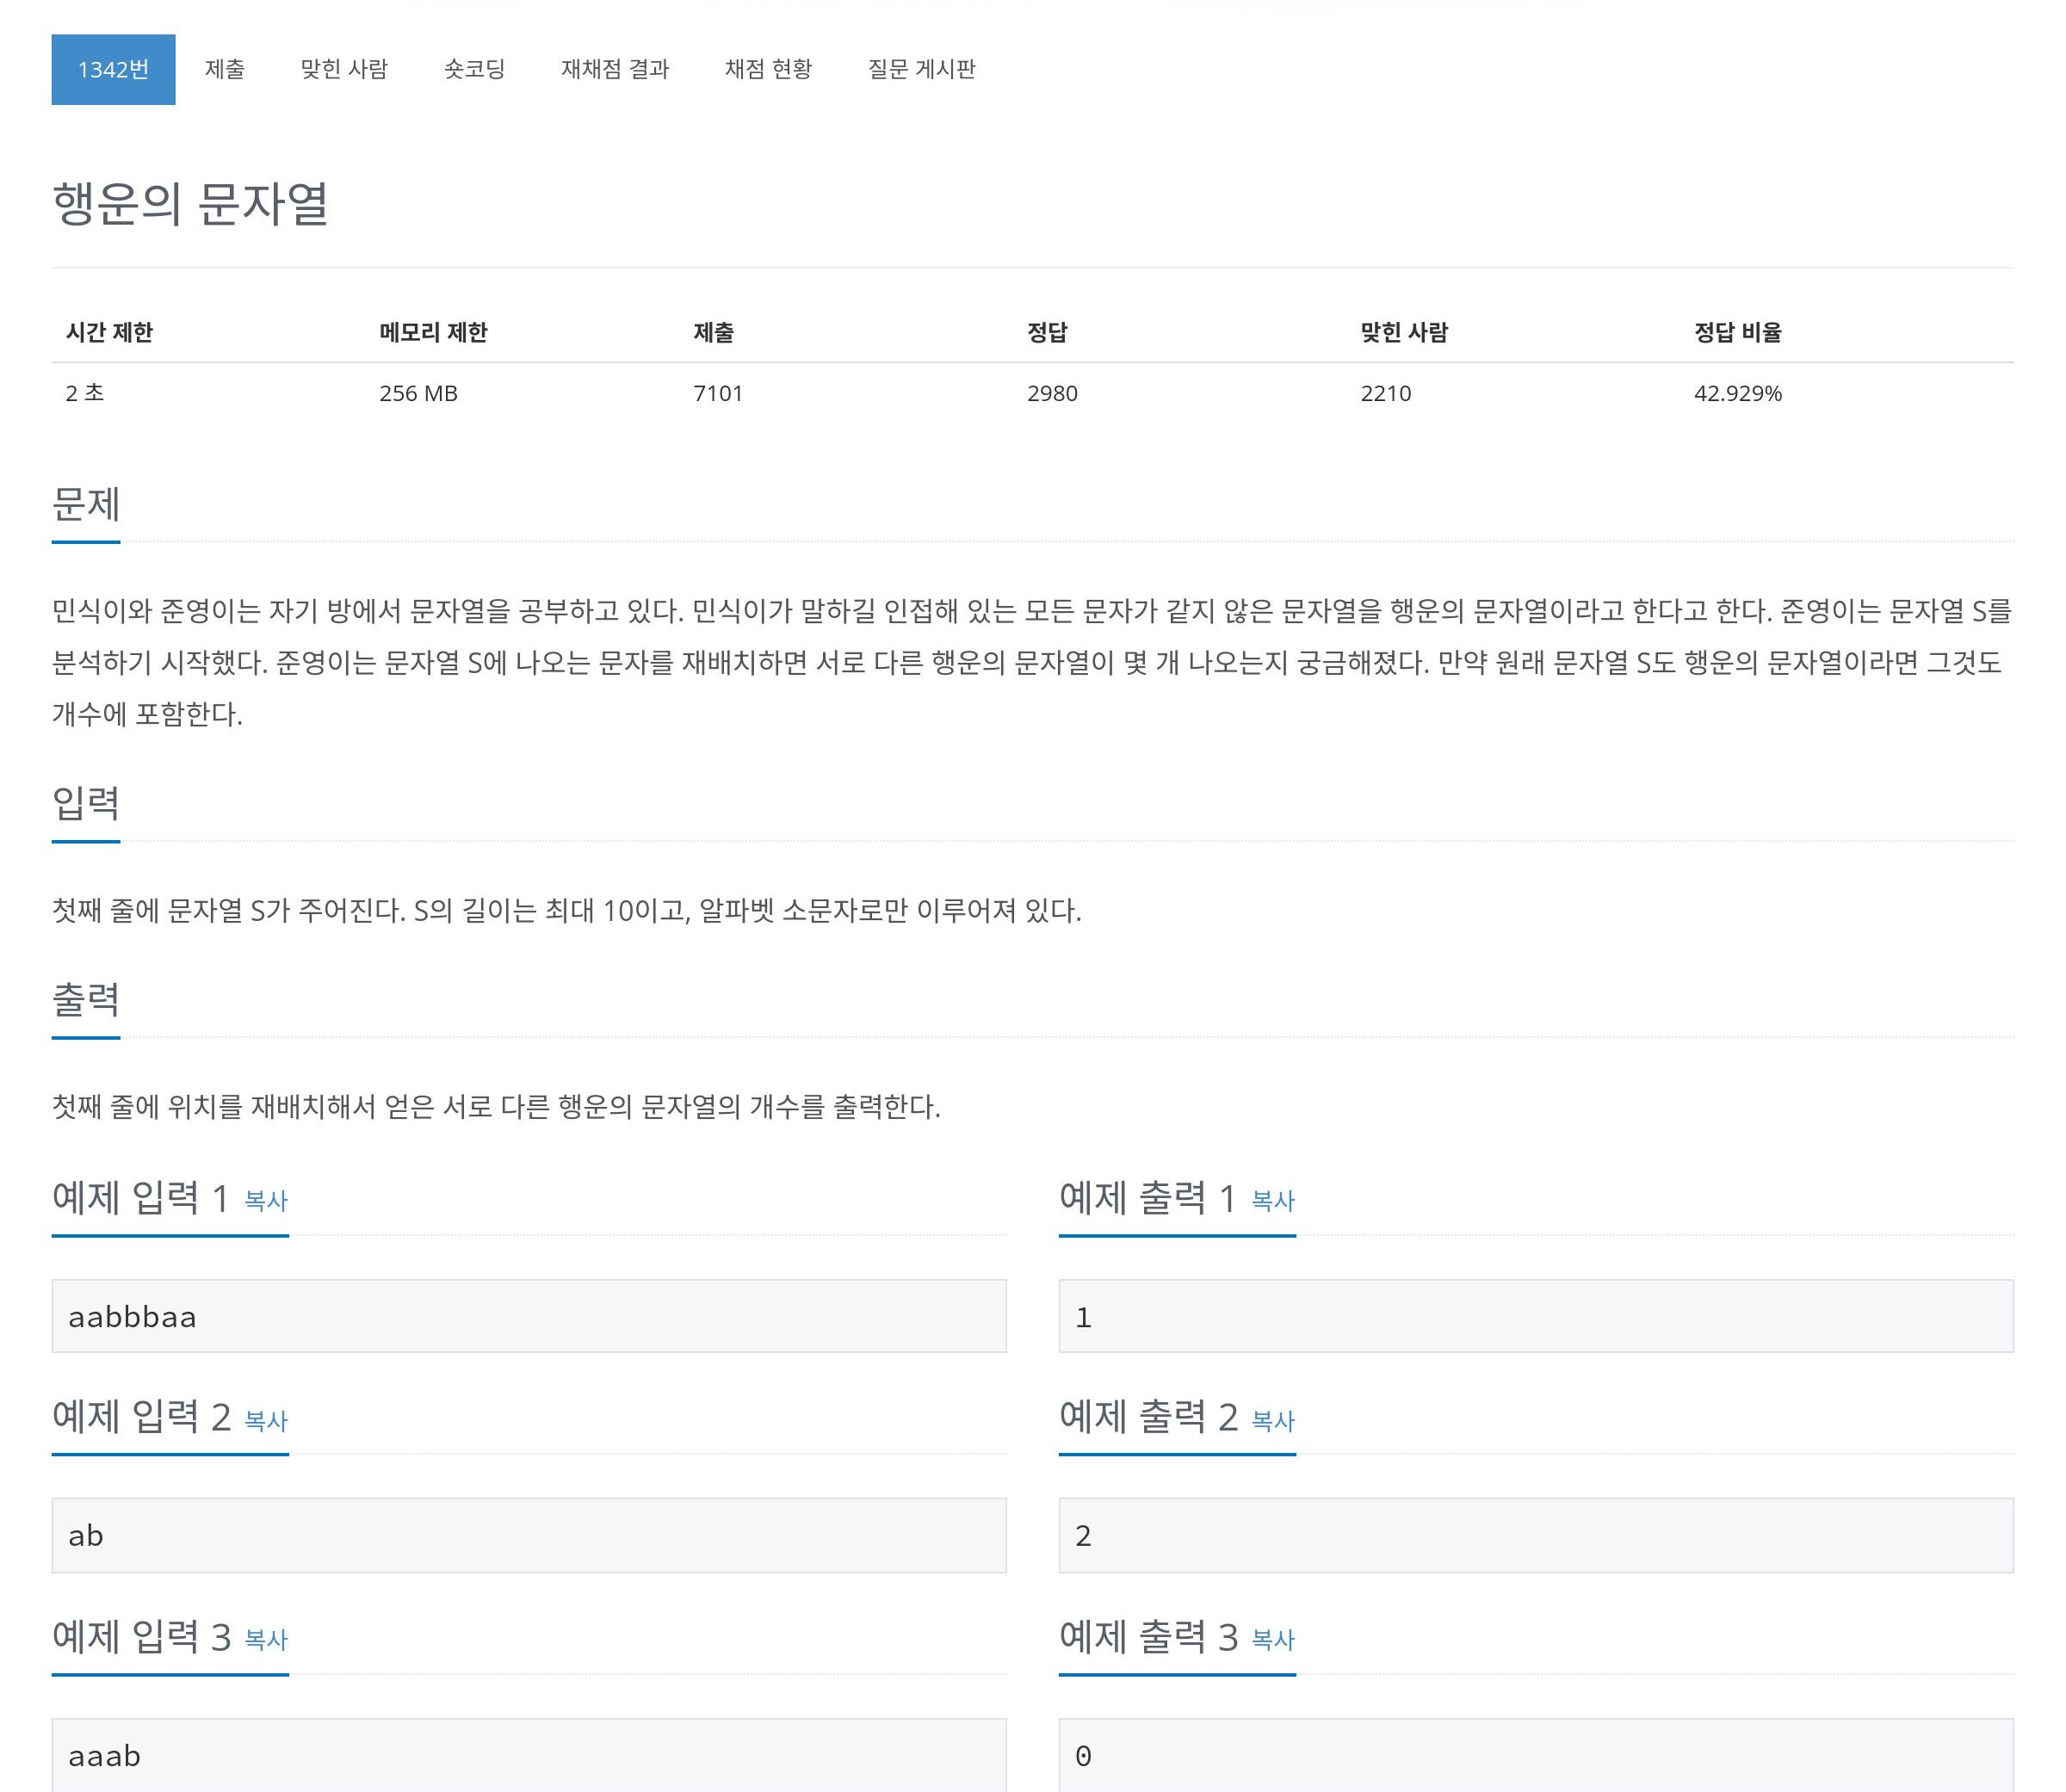 1342번 제출 맞힌 사람 숏코딩 재채점 결과 채점 현황 질문 게시판
행운의 문자열
시간 제한 메모리 제한 제출 정답 맞힌 사람 정답 비율
2 초 256 MB 7101 2980 2210 42.929%
문제
민식이와 준영이는 자기 방에서 문자열을 공부하고 있다. 민식이가 말하길 인접해 있는 모든 문자가 같지 않은 문자열을 행운의 문자열이라고 한다고 한다. 준영이는 문자열 S를
분석하기 시작했다. 준영이는 문자열 S에 나오는 문자를 재배치하면 서로 다른 행운의 문자열이 몇 개 나오는지 궁금해졌다. 만약 원래 문자열 S도 행운의 문자열이라면 그것도
개수에 포함한다.
입력
첫째 줄에 문자열 S가 주어진다. S의 길이는 최대 10이고, 알파벳 소문자로만 이루어져 있다.
출력
첫째 줄에 위치를 재배치해서 얻은 서로 다른 행운의 문자열의 개수를 출력한다.
예제 입력 1 복사 예제 출력 1 복사
aabbbaa 1
예제 입력 2 복사 예제 출력 2 복사
ab 2
예제 입력 3 복사 예제 출력 3 복사
aaab 0